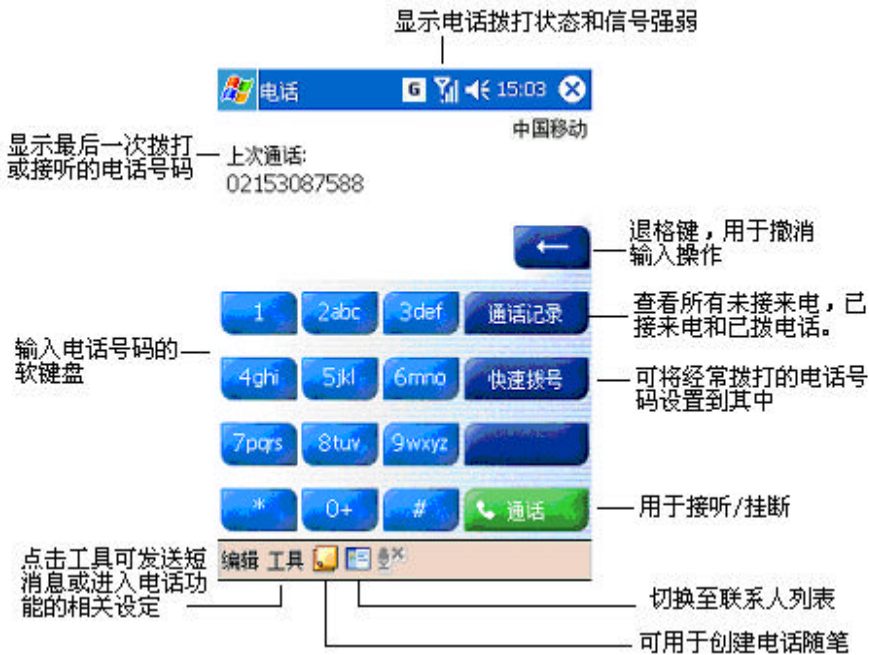 显示电话拨打状态和信号强弱
电话
G
15:03
中国移动
显示最后一次拨打
或接听的电话号码
上次通话:
02153087588
退格键，用于撤消
输入操作
1
2abc
3def
通话记录
查看所有未接来电，已
接来电和已拨电话。
输入电话号码的
软键盘
4ghi
5jkl
6mno
快速拨号
可将经常拨打的电话号
码设置到其中
7pqrs
8tuv
9wxyz
*
0+
#
通话
用于接听/挂断
点击工具可发送短
消息或进入电话功
能的相关设定
编辑 工具
切换至联系人列表
可用于创建电话随笔